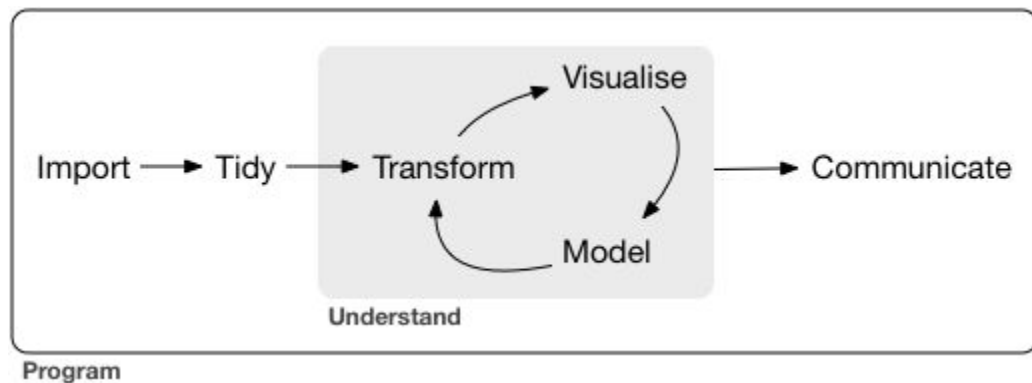 Visualise
Import Tidy Transform Communicate
Model
Understand
Program